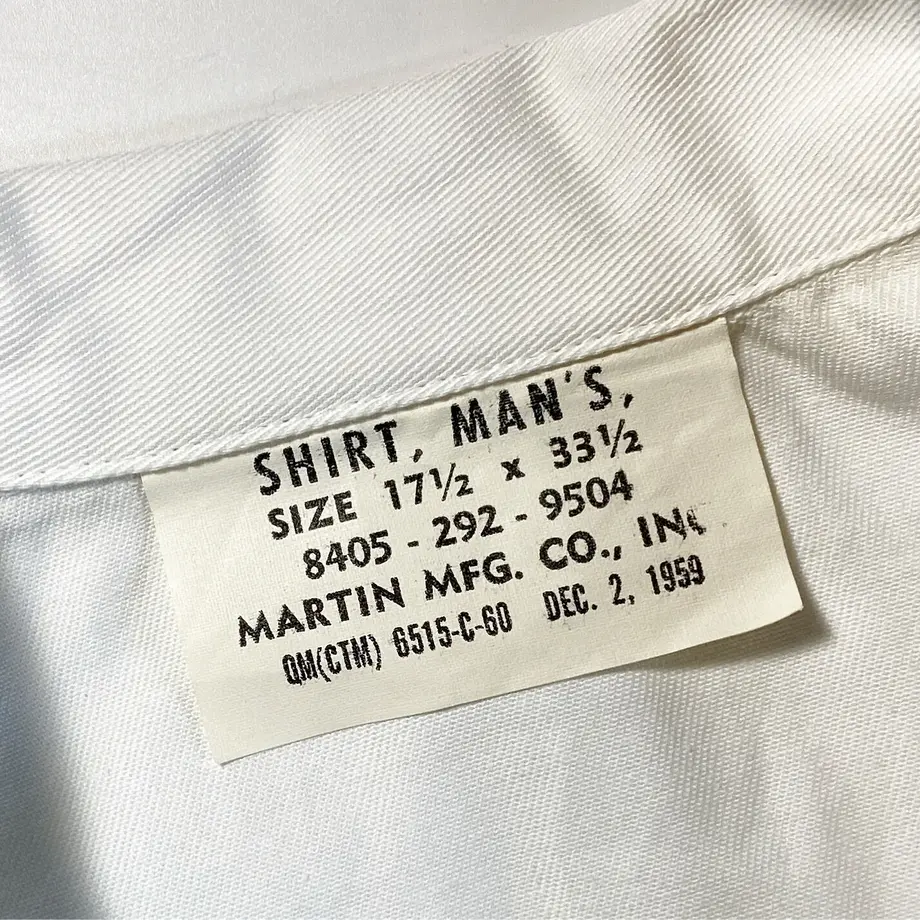 SHIRT, MAN'S,
SIZE 17½ x 33½
8405 - 292 - 9504
MARTIN MFG. CO., INC
QM(CTM) 6515-C-60 DEC. 2, 1959